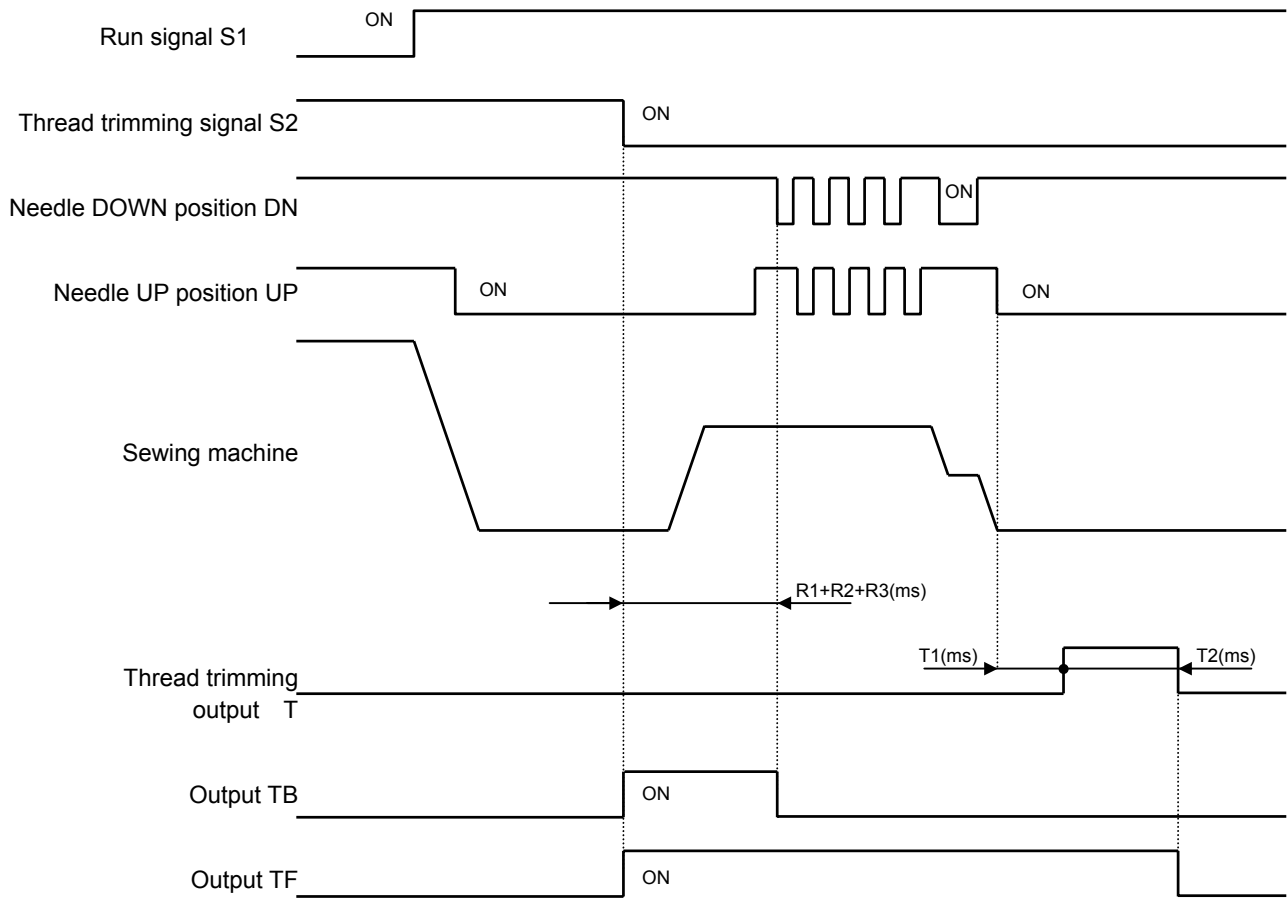 ON
Run signal S1
Thread trimming signal S2
ON
Needle DOWN position DN
ON
Needle UP position UP
ON
ON
Sewing machine
R1+R2+R3(ms)
T1(ms)
T2(ms)
Thread trimming
output T
Output TB
ON
Output TF
ON